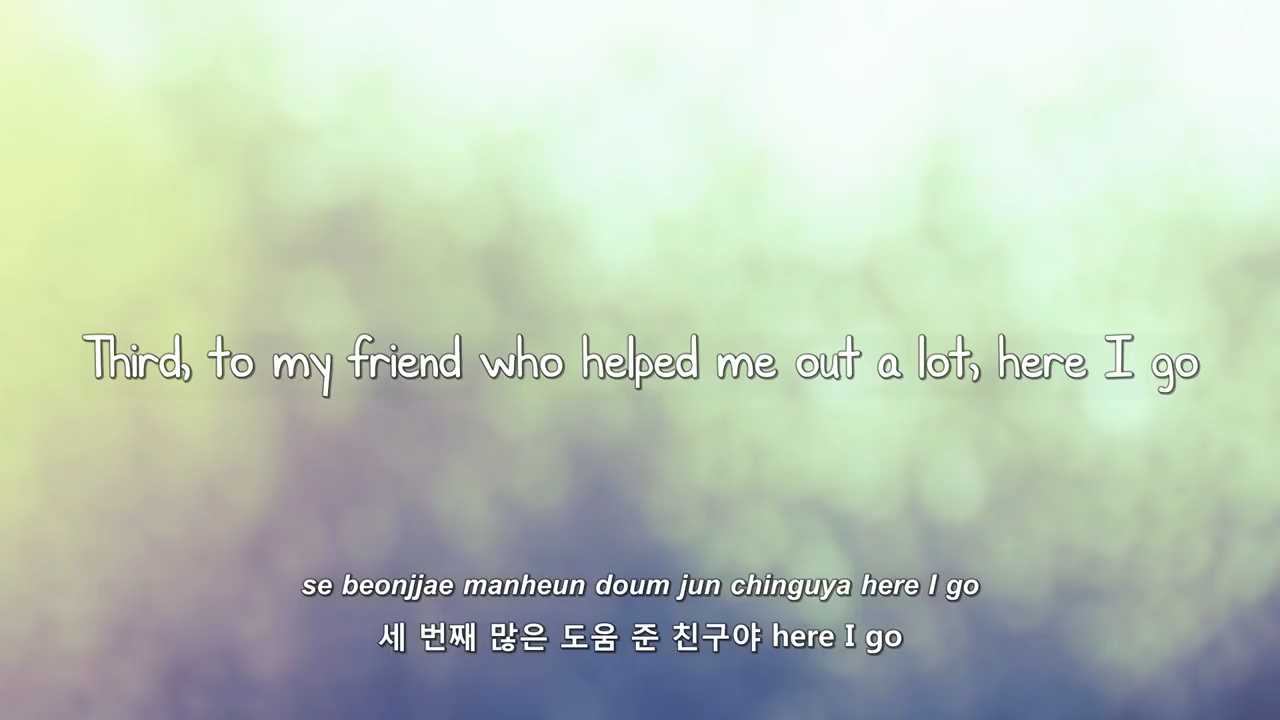 Third, to my friend who helped me out a lot, here I go
se beonjjae manheun doum jun chinguya here I go
세 번째 많은 도움 준 친구야 here I go